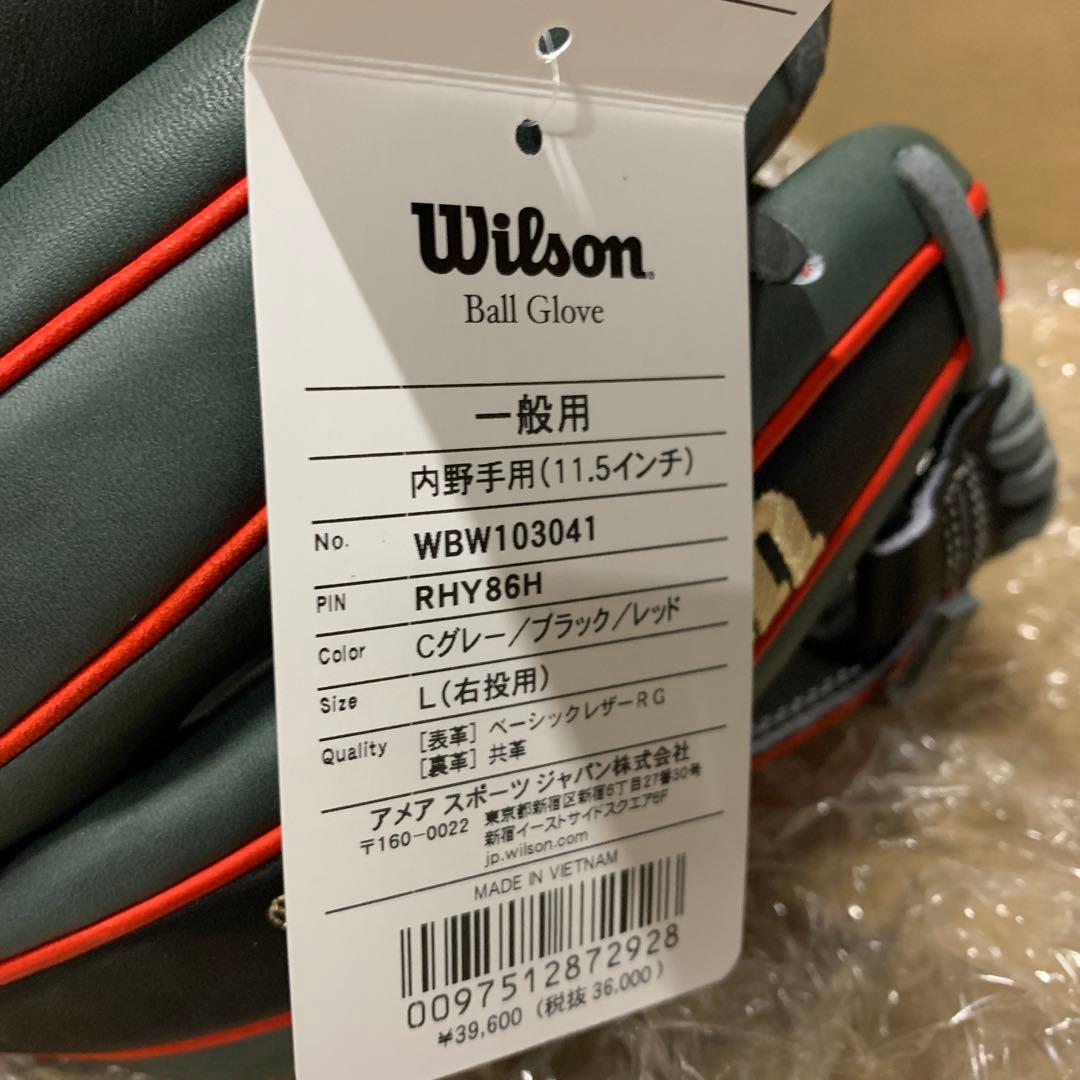 Wilson
Ball Glove
一般用
内野手用(11.5インチ)
No. WBW103041
PIN RHY86H
Color Cグレー/ブラック/レッド
Size L(右投用)
Quality [表革] ベーシックレザーRG
[裏革] 共革
アメア スポーツ ジャパン株式会社
〒160-0022 東京都新宿区新宿6丁目27番30号
新宿イーストサイドスクエア6F
jp.wilson.com
MADE IN VIETNAM
0097512872928
¥39,600 (税抜 36,000)